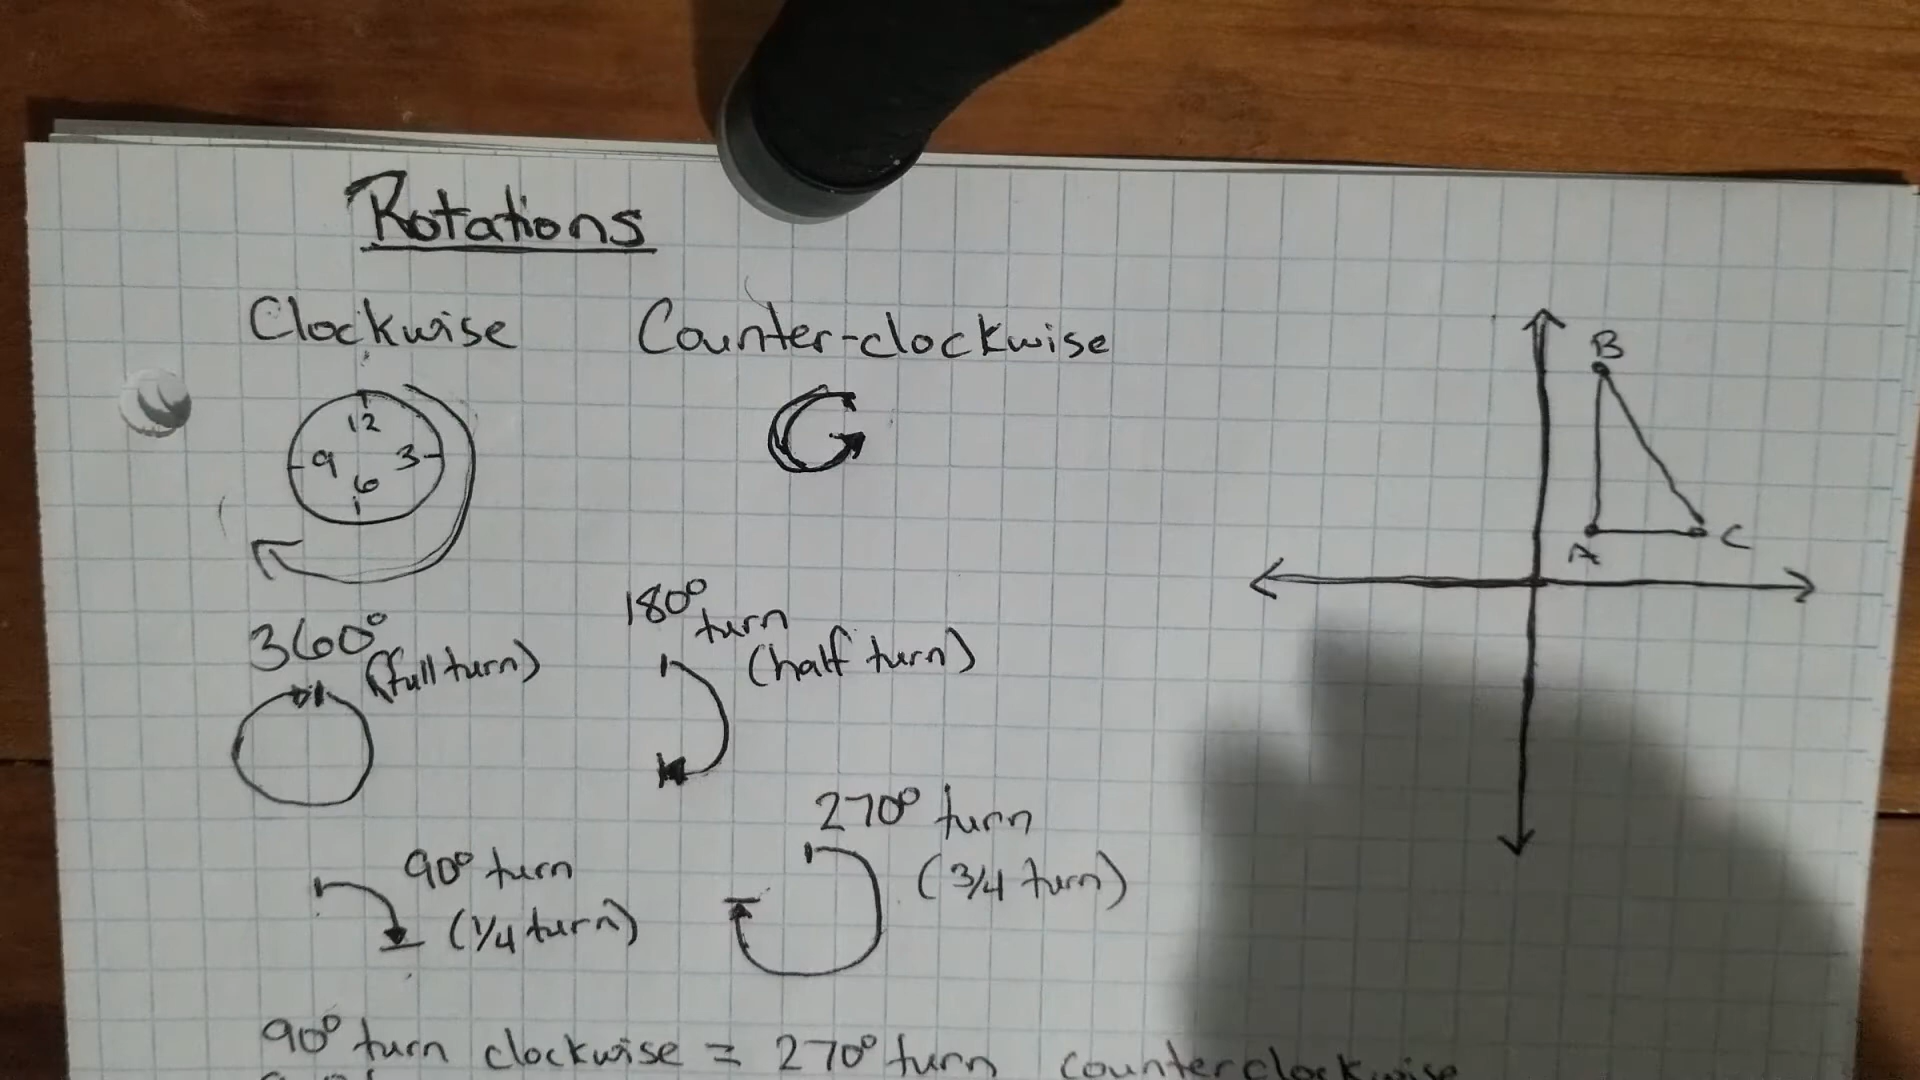 Rotations
Clockwise
Counter-clockwise
12
9
3
6
B
A
C
360°
(full turn)
180°
turn
(half turn)
90° turn
(1/4 turn)
270° turn
(3/4 turn)
90° turn clockwise = 270° turn counterclockwise